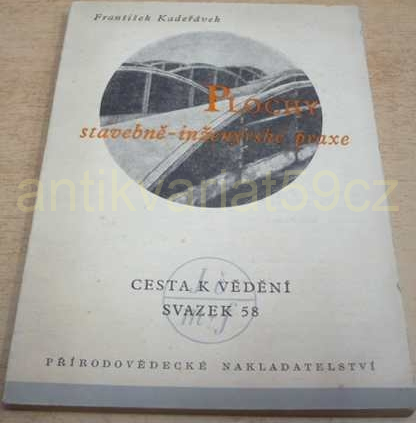 František Kadeřávek
PLOCHY
stavebně-inženýrské praxe
antikvariat59cz
CESTA K VĚDĚNÍ
SVAZEK 58
PŘÍRODOVĚDECKÉ NAKLADATELSTVÍ